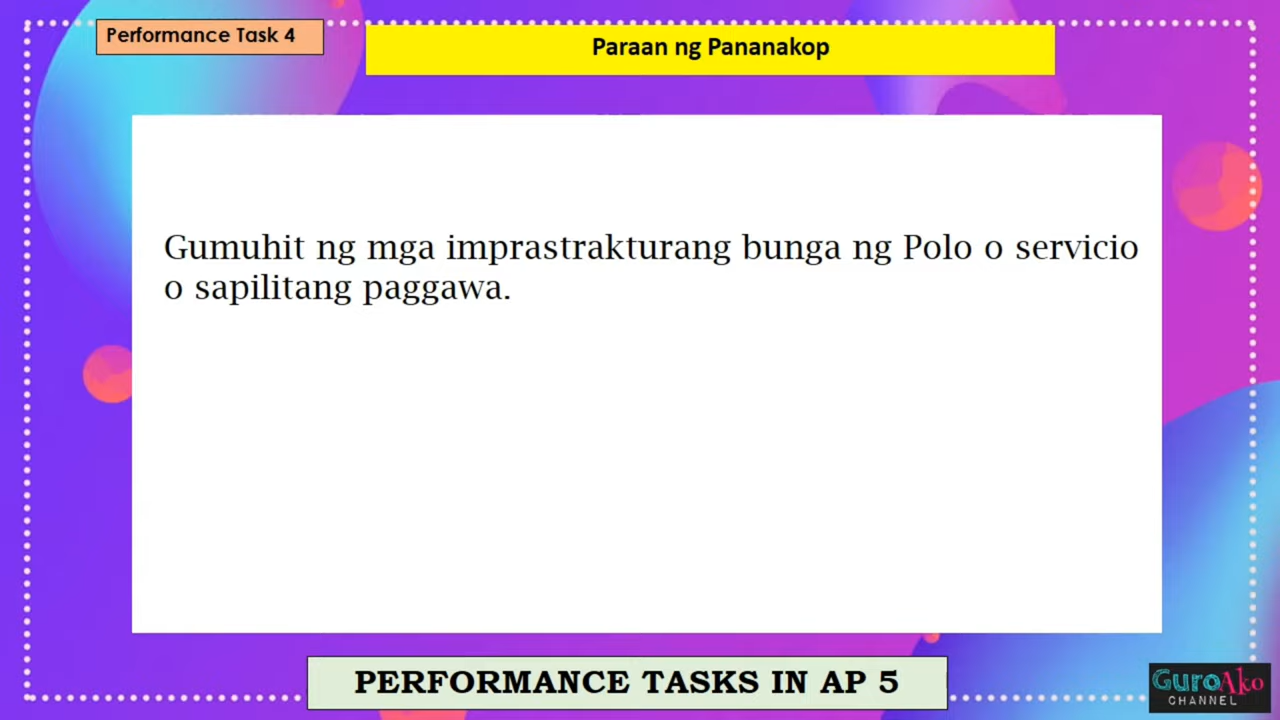 Performance Task 4
Paraan ng Pananakop
Gumuhit ng mga imprastrakturang bunga ng Polo o servicio
o sapilitang paggawa.
PERFORMANCE TASKS IN AP 5
GuroAko
CHANNEL